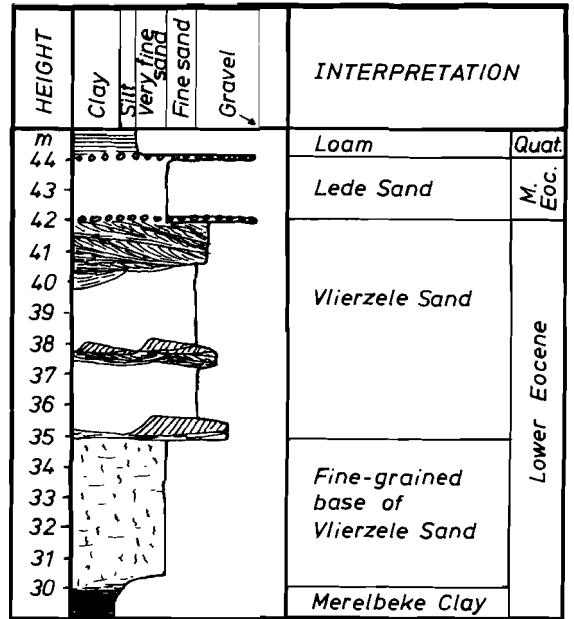 HEIGHT
Clay
Silt
very fine
sand
Fine sand
Gravel
INTERPRETATION
m
44
43
42
41
40
39
38
37
36
35
34
33
32
31
30
Loam
Quat.
Lede Sand
M.
Eoc.
Vlierzele Sand
Lower Eocene
Fine-grained
base of
Vlierzele Sand
Merelbeke Clay